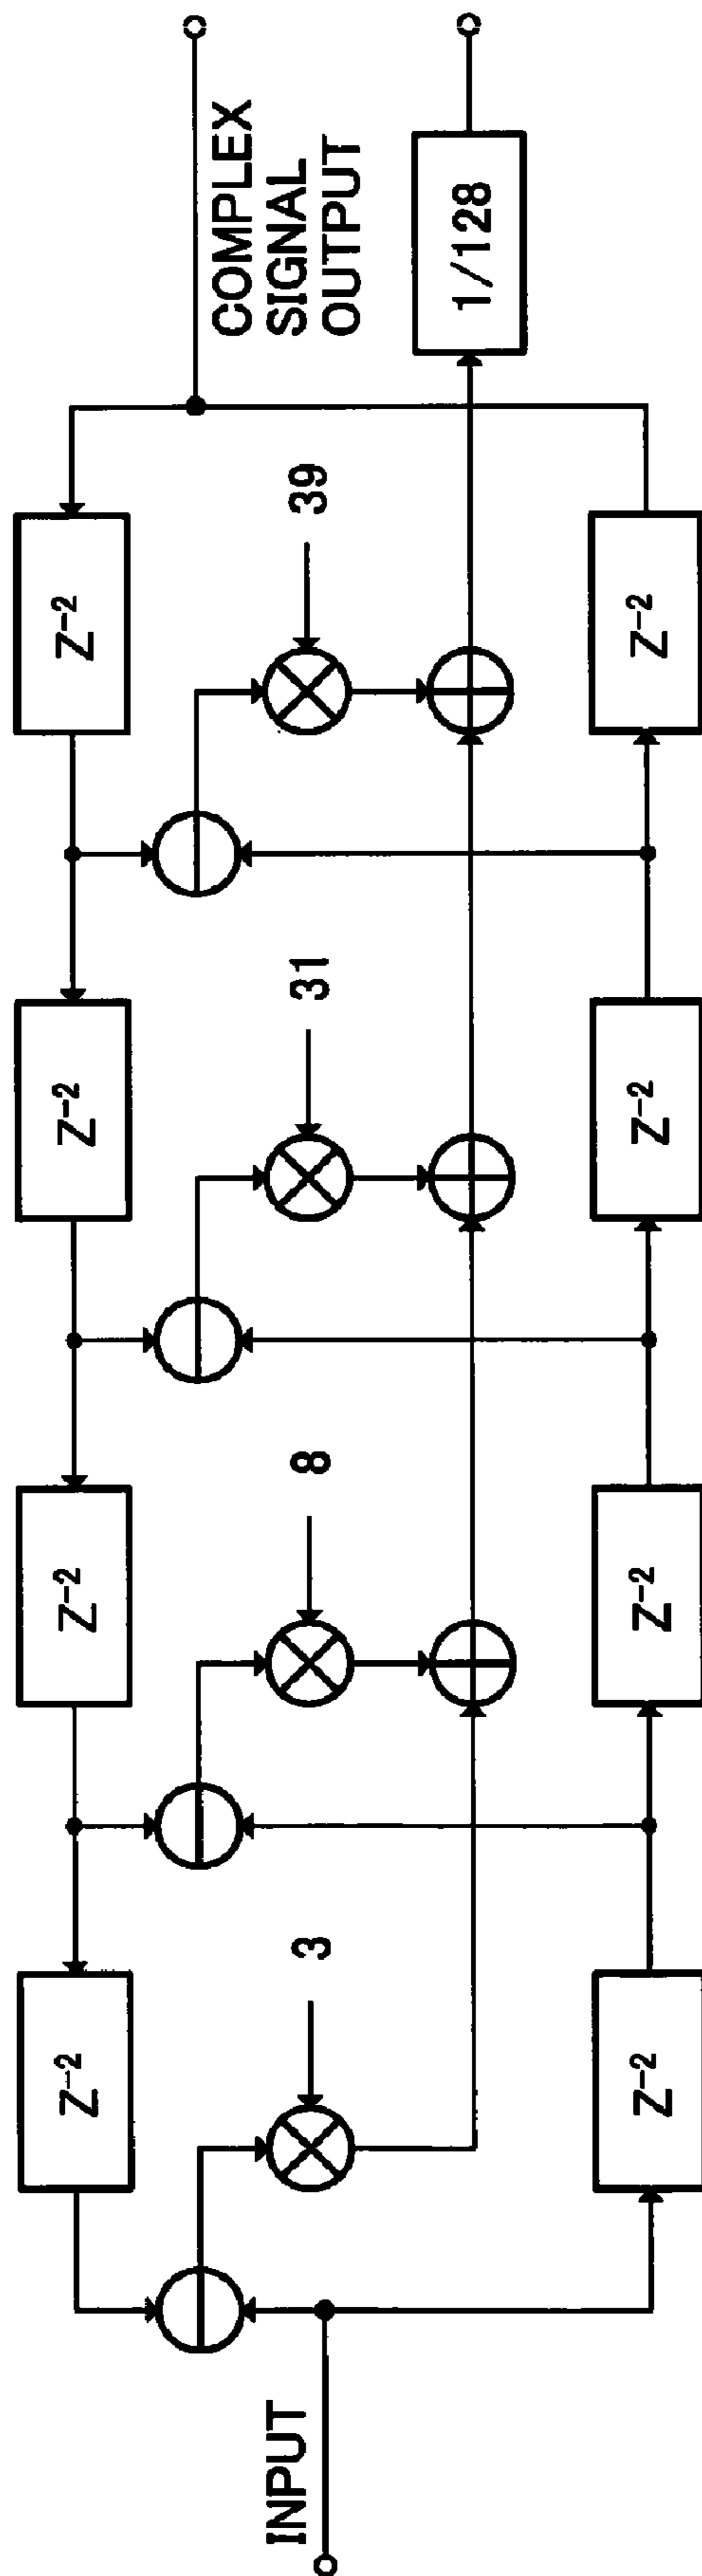 INPUT
Z⁻²
Z⁻²
Z⁻²
Z⁻²
3
8
31
39
Z⁻²
Z⁻²
Z⁻²
Z⁻²
1/128
COMPLEX
SIGNAL
OUTPUT